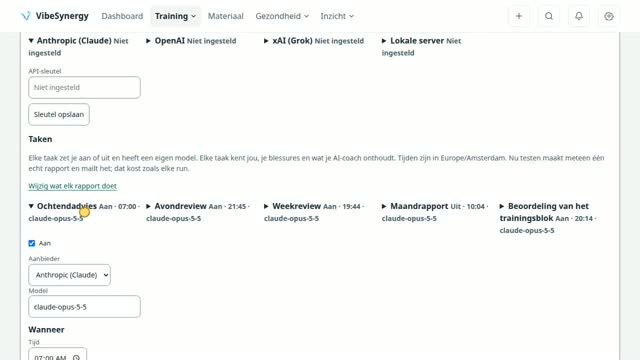 VibeSynergy Dashboard Training Materiaal Gezondheid Inzicht
▼ Anthropic (Claude) Niet ingesteld
▶ OpenAI Niet ingesteld
▶ xAI (Grok) Niet ingesteld
▶ Lokale server Niet ingesteld
API-sleutel
Niet ingesteld
Sleutel opslaan
Taken
Elke taak zet je aan of uit en heeft een eigen model. Elke taak kent jou, je blessures en wat je AI-coach onthoudt. Tijden zijn in Europe/Amsterdam. Nu testen maakt meteen één
echt rapport en mailt het; dat kost zoals elke run.
Wijzig wat elk rapport doet
▼ Ochtendadvies Aan · 07:00 ·
claude-opus-5-5
▶ Avondreview Aan · 21:45 ·
claude-opus-5-5
▶ Weekreview Aan · 19:44 ·
claude-opus-5-5
▶ Maandrapport Uit · 10:04 ·
claude-opus-5-5
▶ Beoordeling van het
trainingsblok Aan · 20:14 ·
claude-opus-5-5
Aan
Aanbieder
Anthropic (Claude)
Model
claude-opus-5-5
Wanneer
Tijd
07:00 AM